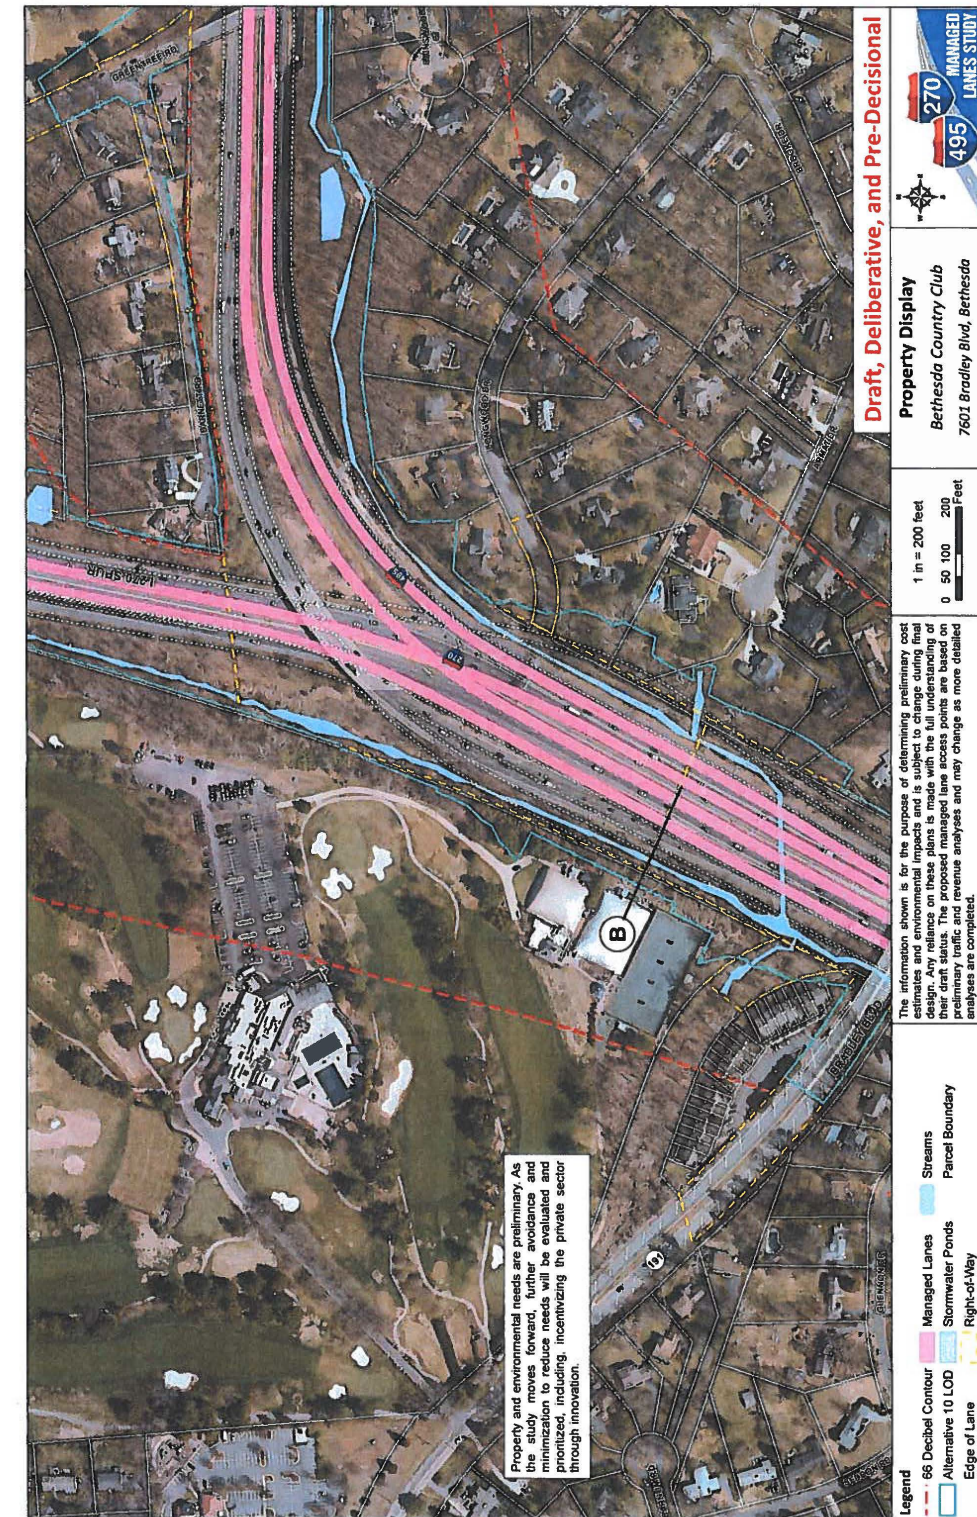 Draft, Deliberative, and Pre-Decisional
Property and environmental needs are preliminary. As
the study moves forward, further avoidance and
minimization to reduce needs will be evaluated and
prioritized, including, incentivizing the private sector
through innovation.
GREENTREE RD
I-270 SPUR
495
270
B
191
BRADLEY BLVD
Legend
66 Decibel Contour
Alternative 10 LOD
Edge of Lane
Managed Lanes
Stormwater Ponds
Right-of-Way
Streams
Parcel Boundary
The information shown is for the purpose of determining preliminary cost
estimates and environmental impacts and is subject to change during final
design. Any reliance on these plans is made with the full understanding of
their draft status. The proposed managed lane access points are based on
preliminary traffic and revenue analyses and may change as more detailed
analyses are completed.
1 in = 200 feet
0 50 100 200
Feet
Property Display
Bethesda Country Club
7601 Bradley Blvd, Bethesda
N
W E
S
495 270
MANAGED
LANES STUDY